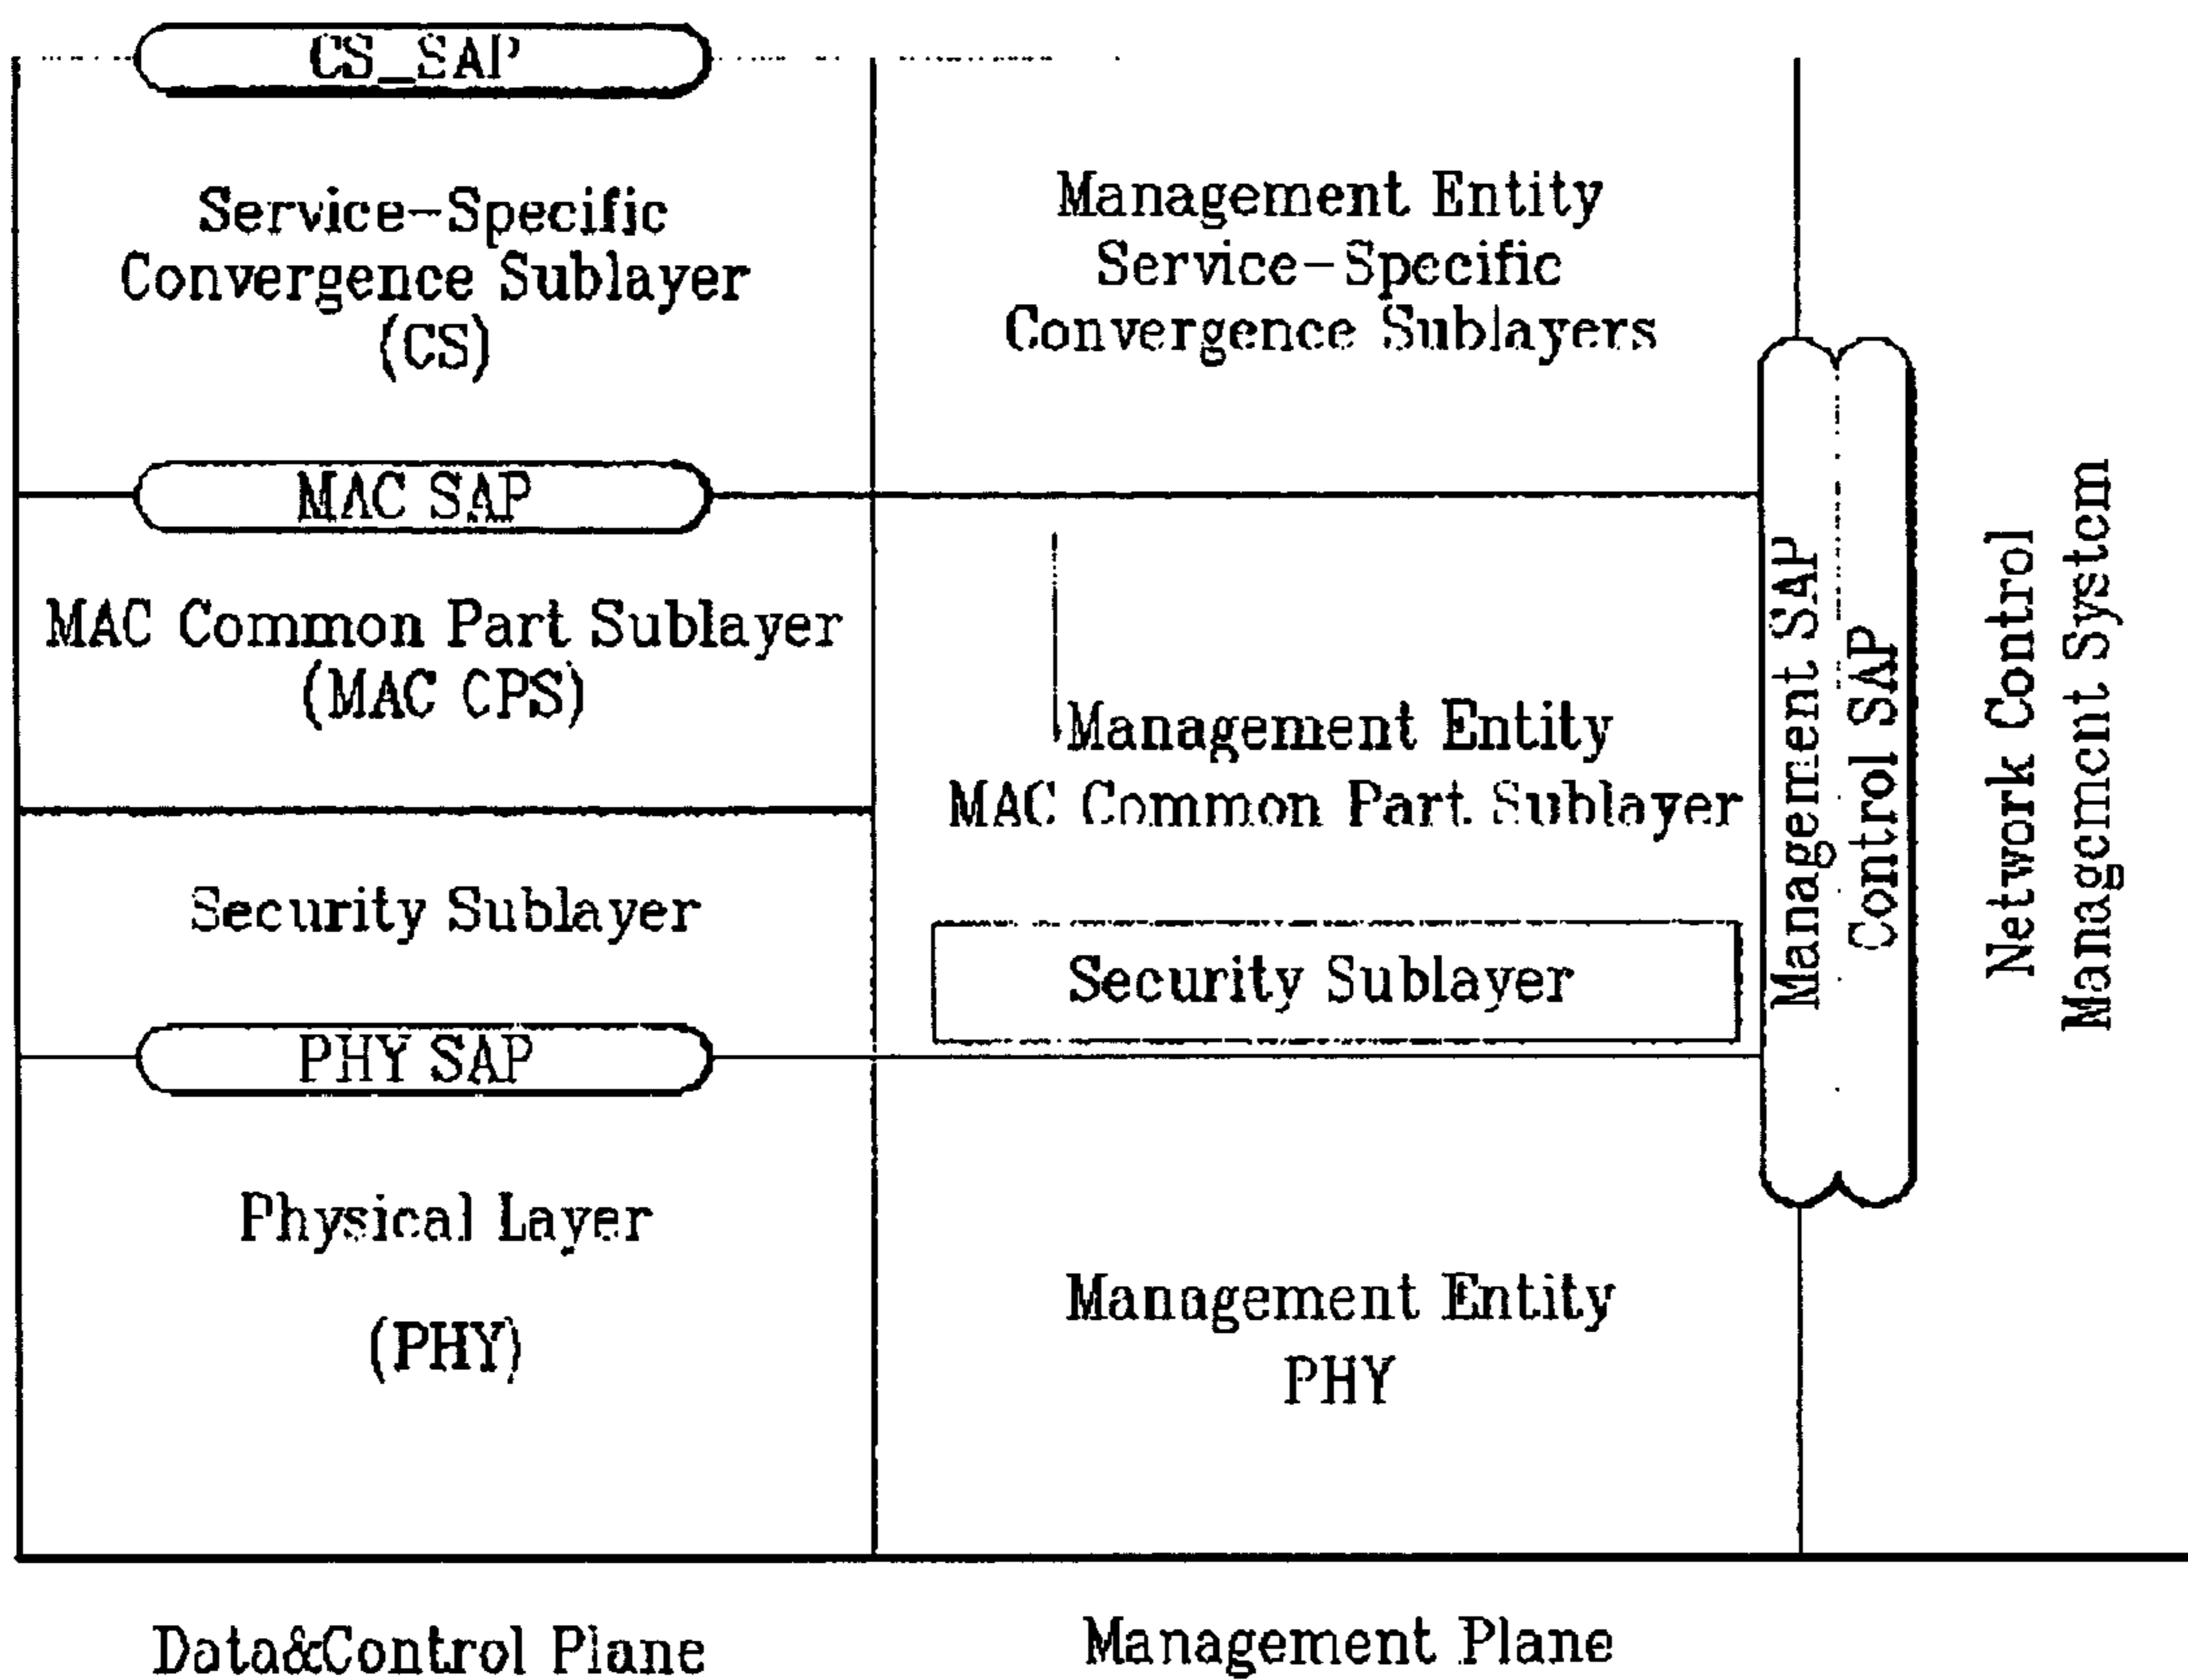 CS_SAP
Service-Specific
Convergence Sublayer
(CS)
MAC SAP
MAC Common Part Sublayer
(MAC CPS)
Security Sublayer
PHY SAP
Physical Layer
(PHY)
Data&Control Plane
Management Entity
Service-Specific
Convergence Sublayers
Management Entity
MAC Common Part Sublayer
Security Sublayer
Management Entity
PHY
Management Plane
Management SAP
Control SAP
Network Control
Management System